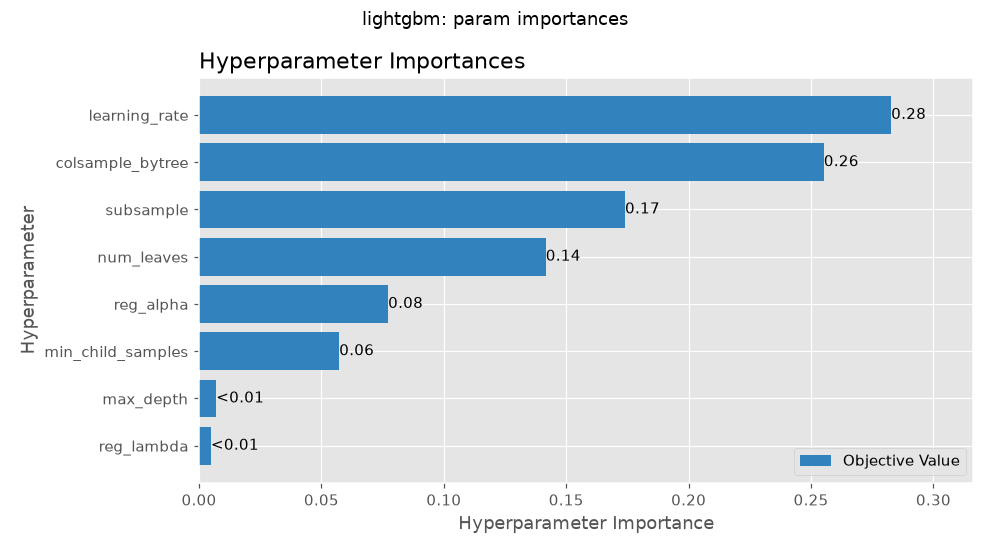 lightgbm: param importances
Hyperparameter Importances
Hyperparameter
learning_rate 0.28
colsample_bytree 0.26
subsample 0.17
num_leaves 0.14
reg_alpha 0.08
min_child_samples 0.06
max_depth <0.01
reg_lambda <0.01
Objective Value
0.00 0.05 0.10 0.15 0.20 0.25 0.30
Hyperparameter Importance